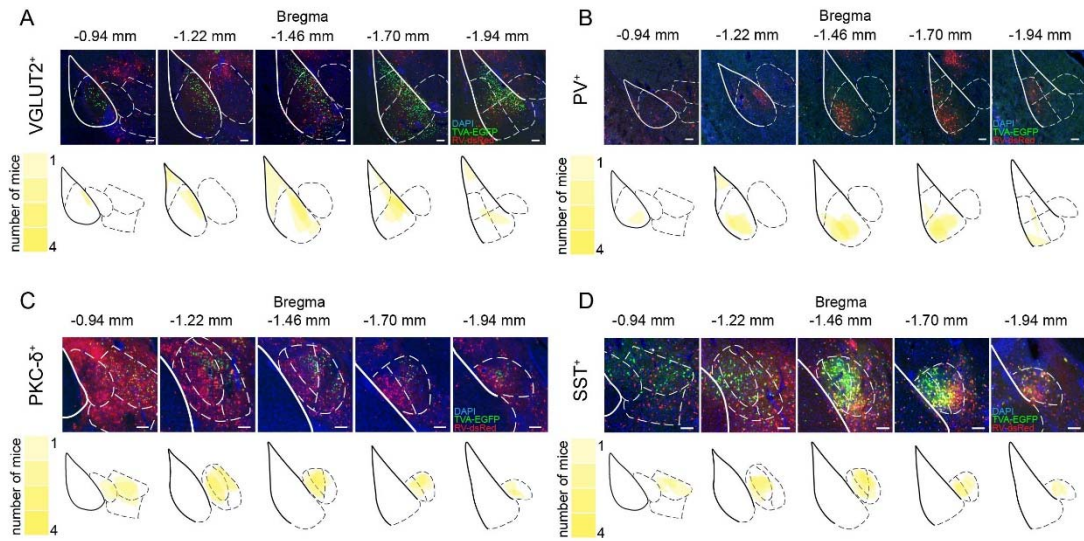 A
Bregma
-0.94 mm -1.22 mm -1.46 mm -1.70 mm -1.94 mm
VGLUT2⁺
DAPI
TVA-EGFP
RV-dsRed
number of mice
1
4
B
Bregma
-0.94 mm -1.22 mm -1.46 mm -1.70 mm -1.94 mm
PV⁺
DAPI
TVA-EGFP
RV-dsRed
number of mice
1
4
C
Bregma
-0.94 mm -1.22 mm -1.46 mm -1.70 mm -1.94 mm
PKC-δ⁺
DAPI
TVA-EGFP
RV-dsRed
number of mice
1
4
D
Bregma
-0.94 mm -1.22 mm -1.46 mm -1.70 mm -1.94 mm
SST⁺
DAPI
TVA-EGFP
RV-dsRed
number of mice
1
4